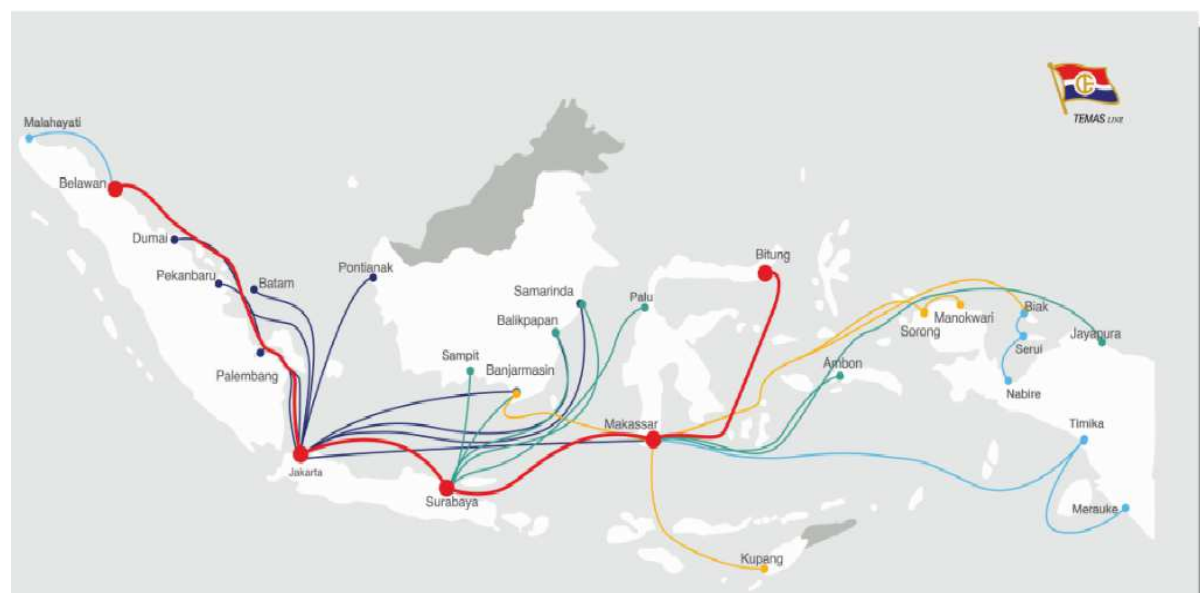 TEMAS LINE
Malahayati
Belawan
Dumai
Pekanbaru
Batam
Pontianak
Palembang
Jakarta
Samarinda
Balikpapan
Sampit
Banjarmasin
Surabaya
Palu
Bitung
Makassar
Kupang
Sorong
Manokwari
Biak
Serui
Nabire
Jayapura
Ambon
Timika
Merauke